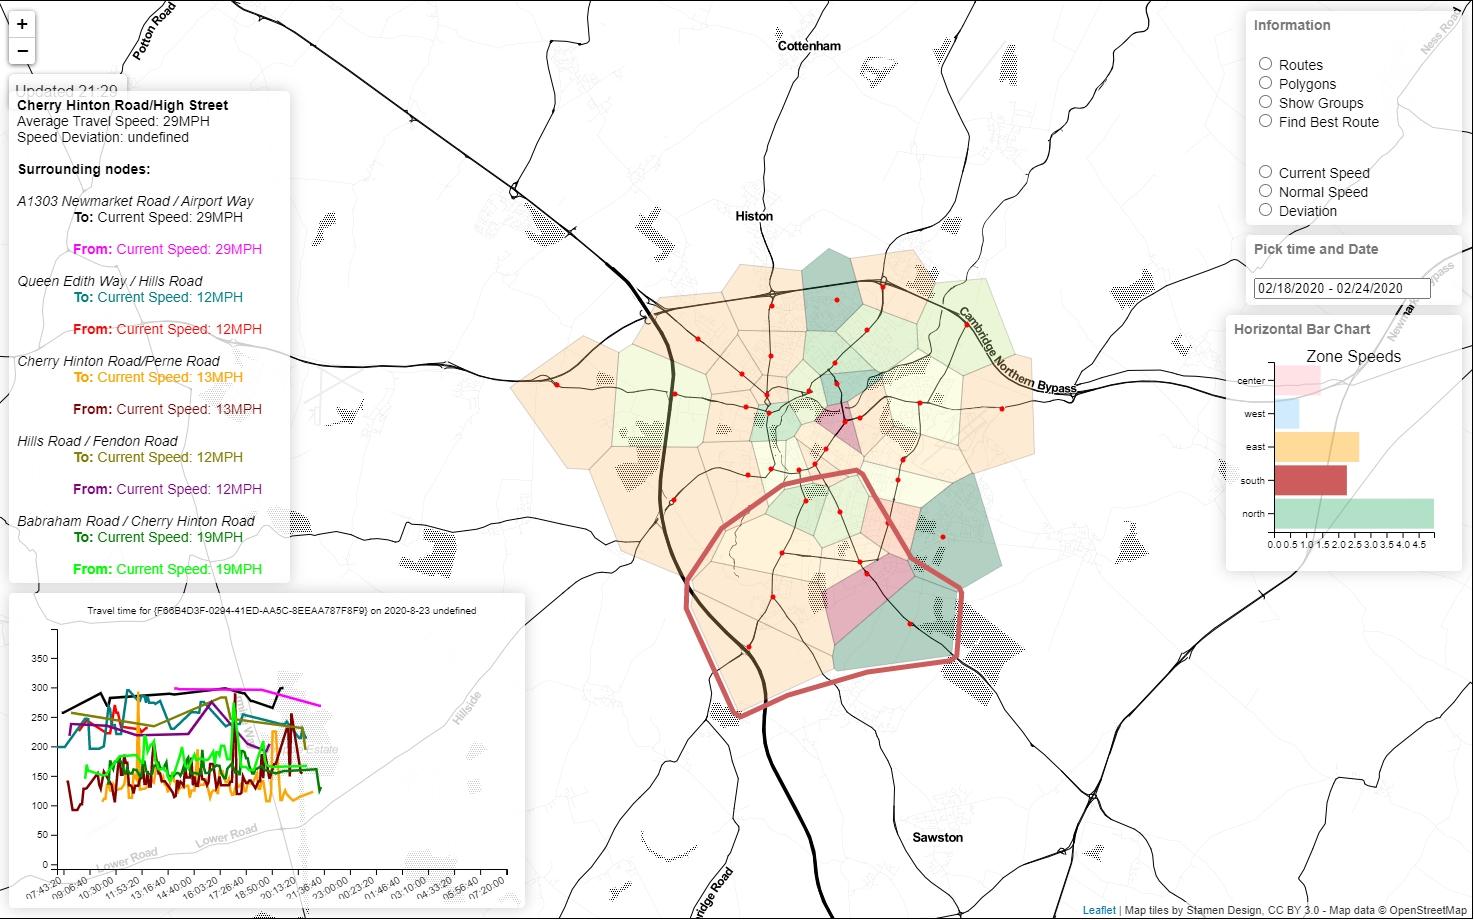 +
−
Updated 21:29
Cherry Hinton Road/High Street
Average Travel Speed: 29MPH
Speed Deviation: undefined
Surrounding nodes:
A1303 Newmarket Road / Airport Way
To: Current Speed: 29MPH
From: Current Speed: 29MPH
Queen Edith Way / Hills Road
To: Current Speed: 12MPH
From: Current Speed: 12MPH
Cherry Hinton Road/Perne Road
To: Current Speed: 13MPH
From: Current Speed: 13MPH
Hills Road / Fendon Road
To: Current Speed: 12MPH
From: Current Speed: 12MPH
Babraham Road / Cherry Hinton Road
To: Current Speed: 19MPH
From: Current Speed: 19MPH
Travel time for {F66B4D3F-0294-41ED-AA5C-8EEAA787F8F9} on 2020-8-23 undefined
350
300
250
200
150
100
50
0
07:43:20 09:06:40 10:30:00 11:53:20 13:16:40 14:40:00 16:03:20 17:26:40 18:50:00 20:13:20 21:36:40 23:00:00 00:23:20 01:46:40 03:10:00 04:33:20 05:56:40 07:20:00
Lower Road
Lower Road
Estate
Hillside
Potton Road
Cottenham
Histon
Cambridge Northern Bypass
Sawston
ridge Road
Ness Road
Information
Routes
Polygons
Show Groups
Find Best Route
Current Speed
Normal Speed
Deviation
Pick time and Date
02/18/2020 - 02/24/2020
Horizontal Bar Chart
Zone Speeds
center
west
east
south
north
0.0 0.5 1.0 1.5 2.0 2.5 3.0 3.5 4.0 4.5
Leaflet | Map tiles by Stamen Design, CC BY 3.0 - Map data © OpenStreetMap